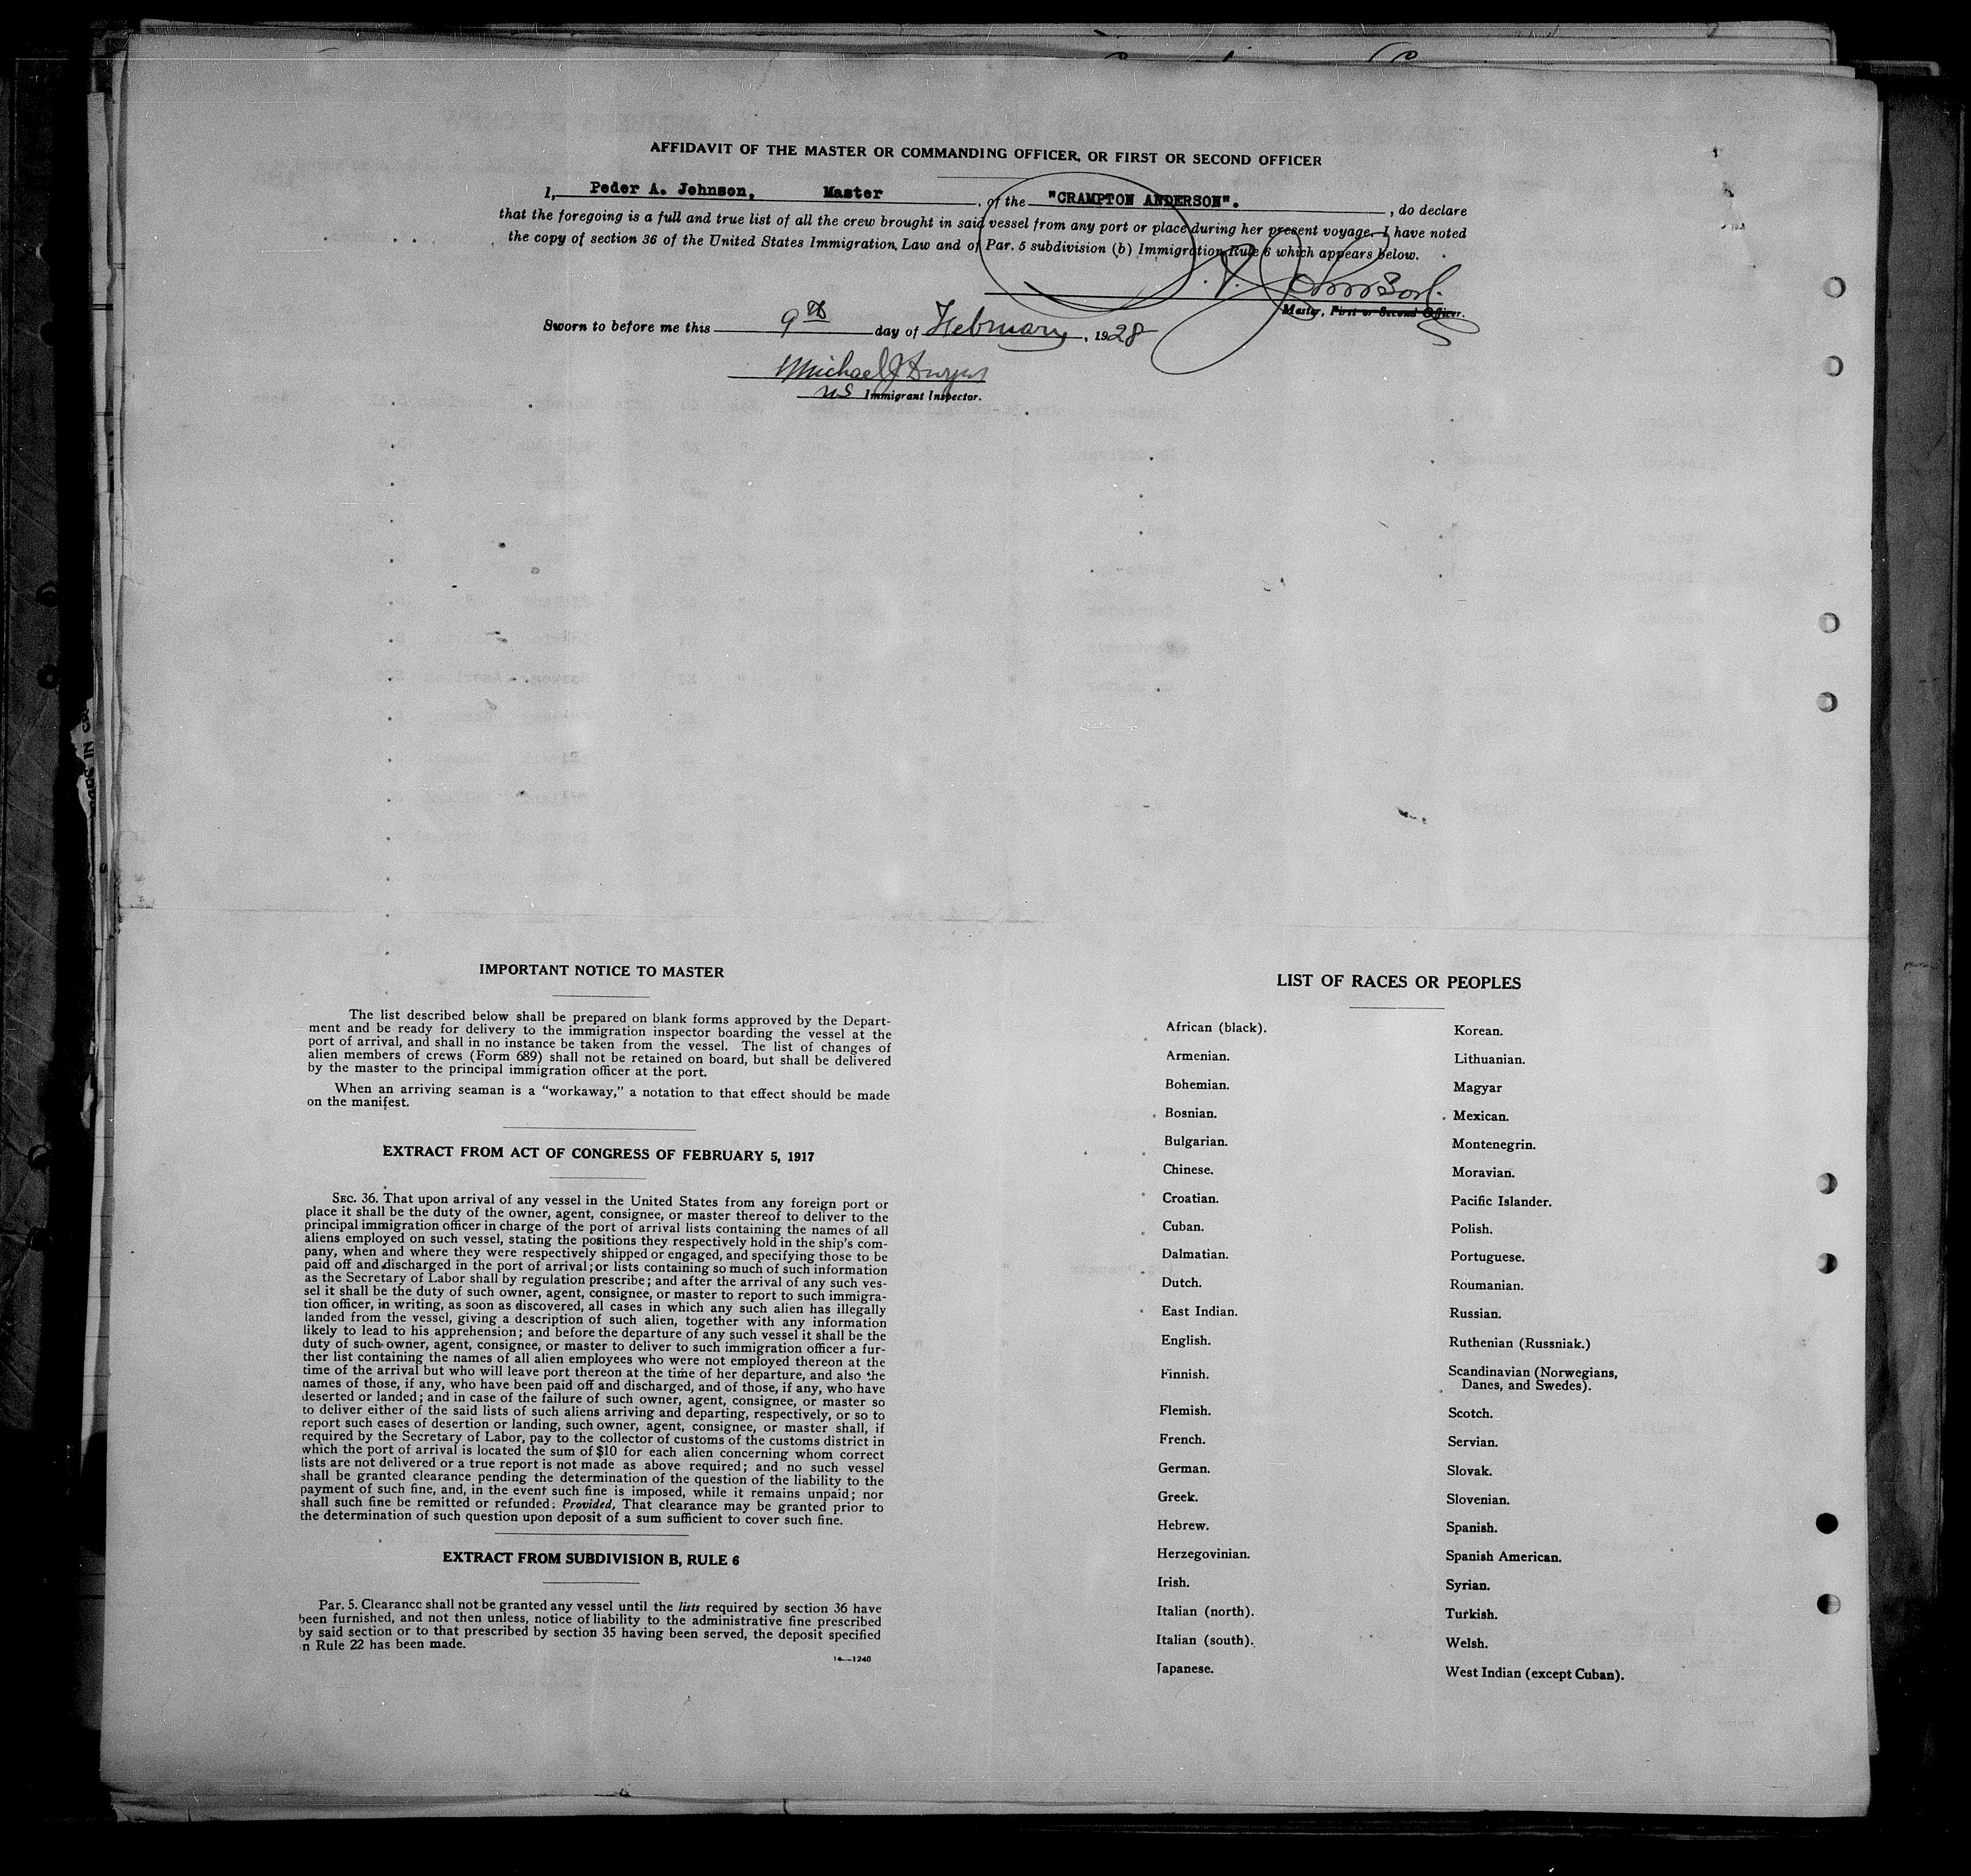 AFFIDAVIT OF THE MASTER OR COMMANDING OFFICER, OR FIRST OR SECOND OFFICER
I, Peder A. Johnson, Master, of the "CRAMPTON ANDERSON"., do declare
that the foregoing is a full and true list of all the crew brought in said vessel from any port or place during her present voyage. I have noted
the copy of section 36 of the United States Immigration Law and of Par. 5 subdivision (b) Immigration Rule 6 which appears below.
P. Johnson.
Master, First or Second Officer.
Sworn to before me this 9th day of February, 1928
Michael J
US Immigrant Inspector.
IMPORTANT NOTICE TO MASTER
The list described below shall be prepared on blank forms approved by the Depart-
ment and be ready for delivery to the immigration inspector boarding the vessel at the
port of arrival, and shall in no instance be taken from the vessel. The list of changes of
alien members of crews (Form 689) shall not be retained on board, but shall be delivered
by the master to the principal immigration officer at the port.
When an arriving seaman is a "workaway," a notation to that effect should be made
on the manifest.
EXTRACT FROM ACT OF CONGRESS OF FEBRUARY 5, 1917
SEC. 36. That upon arrival of any vessel in the United States from any foreign port or
place it shall be the duty of the owner, agent, consignee, or master thereof to deliver to the
principal immigration officer in charge of the port of arrival lists containing the names of all
aliens employed on such vessel, stating the positions they respectively hold in the ship's com-
pany, when and where they were respectively shipped or engaged, and specifying those to be
paid off and discharged in the port of arrival; or lists containing so much of such information
as the Secretary of Labor shall by regulation prescribe; and after the arrival of any such ves-
sel it shall be the duty of such owner, agent, consignee, or master to report to such immigra-
tion officer, in writing, as soon as discovered, all cases in which any such alien has illegally
landed from the vessel, giving a description of such alien, together with any information
likely to lead to his apprehension; and before the departure of any such vessel it shall be the
duty of such owner, agent, consignee, or master to deliver to such immigration officer a fur-
ther list containing the names of all alien employees who were not employed thereon at the
time of the arrival but who will leave port thereon at the time of her departure, and also the
names of those, if any, who have been paid off and discharged, and of those, if any, who have
deserted or landed; and in case of the failure of such owner, agent, consignee, or master so
to deliver either of the said lists of such aliens arriving and departing, respectively, or so to
report such cases of desertion or landing, such owner, agent, consignee, or master shall, if
required by the Secretary of Labor, pay to the collector of customs of the customs district in
which the port of arrival is located the sum of $10 for each alien concerning whom correct
lists are not delivered or a true report is not made as above required; and no such vessel
shall be granted clearance pending the determination of the question of the liability to the
payment of such fine, and, in the event such fine is imposed, while it remains unpaid; nor
shall such fine be remitted or refunded: Provided, That clearance may be granted prior to
the determination of such question upon deposit of a sum sufficient to cover such fine.
EXTRACT FROM SUBDIVISION B, RULE 6
Par. 5. Clearance shall not be granted any vessel until the lists required by section 36 have
been furnished, and not then unless, notice of liability to the administrative fine prescribed
by said section or to that prescribed by section 35 having been served, the deposit specified
n Rule 22 has been made.
14—1240
LIST OF RACES OR PEOPLES
African (black).
Armenian.
Bohemian.
Bosnian.
Bulgarian.
Chinese.
Croatian.
Cuban.
Dalmatian.
Dutch.
East Indian.
English.
Finnish.
Flemish.
French.
German.
Greek.
Hebrew.
Herzegovinian.
Irish.
Italian (north).
Italian (south).
Japanese.
Korean.
Lithuanian.
Magyar
Mexican.
Montenegrin.
Moravian.
Pacific Islander.
Polish.
Portuguese.
Roumanian.
Russian.
Ruthenian (Russniak.)
Scandinavian (Norwegians,
Danes, and Swedes).
Scotch.
Servian.
Slovak.
Slovenian.
Spanish.
Spanish American.
Syrian.
Turkish.
Welsh.
West Indian (except Cuban).